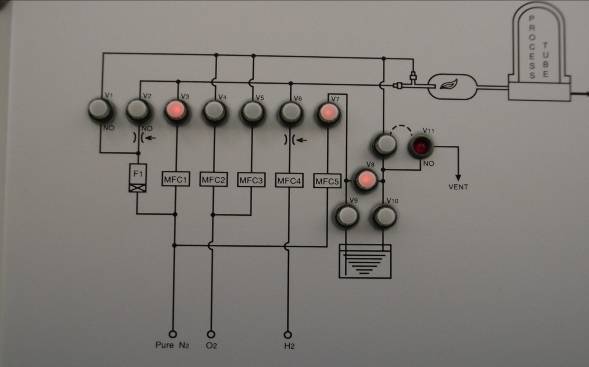 PROCESS
TUBE
V1
V2
V3
V4
V5
V6
V7
NO
NO
V11
NO
F1
MFC1
MFC2
MFC3
MFC4
MFC5
V8
VENT
V9
V10
Pure N2
O2
H2